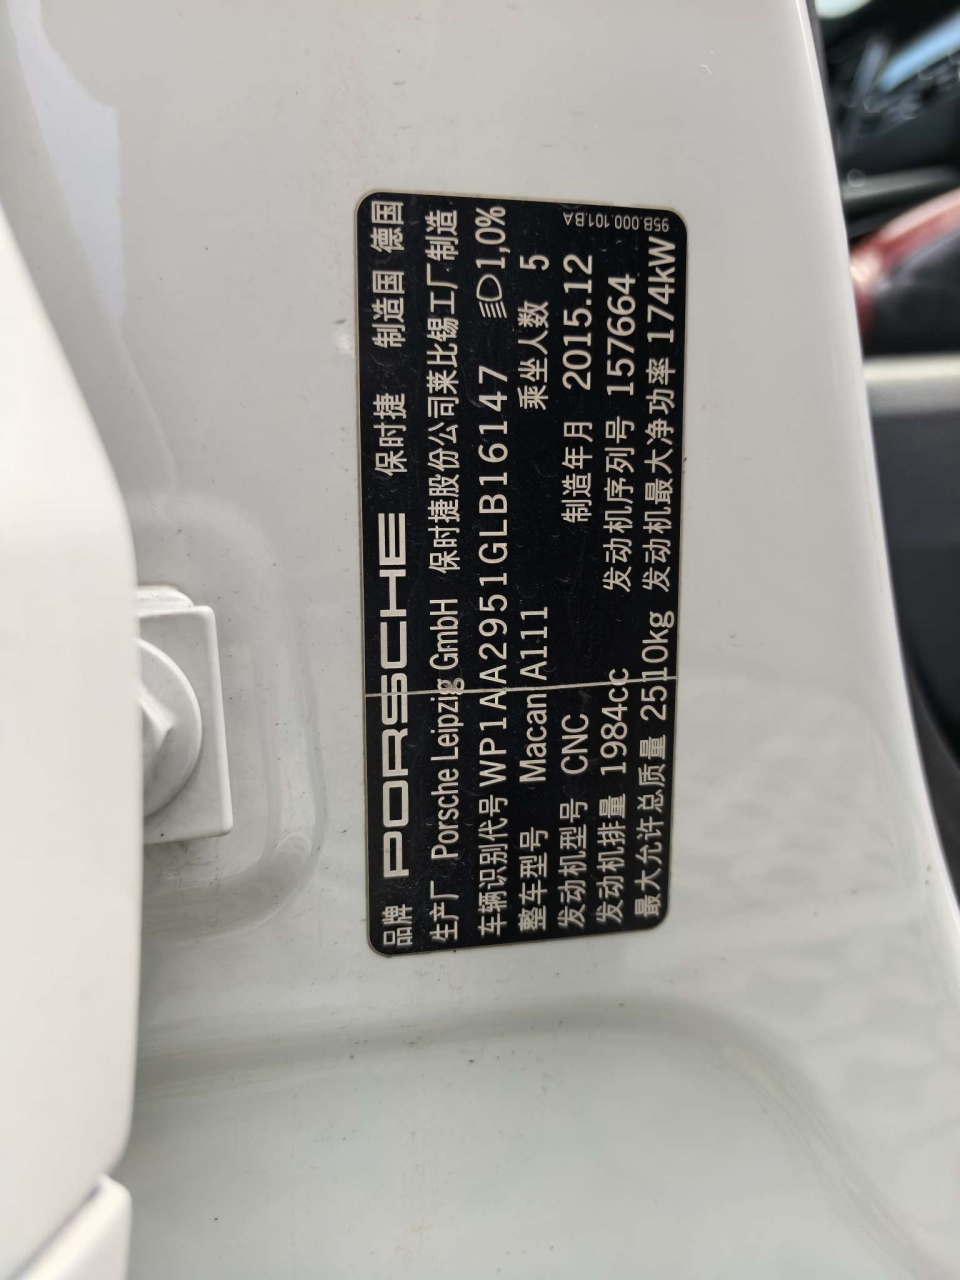 品牌 PORSCHE 保时捷 制造国 德国
生产厂 Porsche Leipzig GmbH 保时捷股份公司莱比锡工厂制造
车辆识别代号 WP1AA2951GLB16147 1,0%
整车型号 Macan A111 乘坐人数 5
发动机型号 CNC 制造年月 2015.12
发动机排量 1984cc 发动机序列号 157664
最大允许总质量 2510kg 发动机最大净功率 174kW
95B.000.101.BA